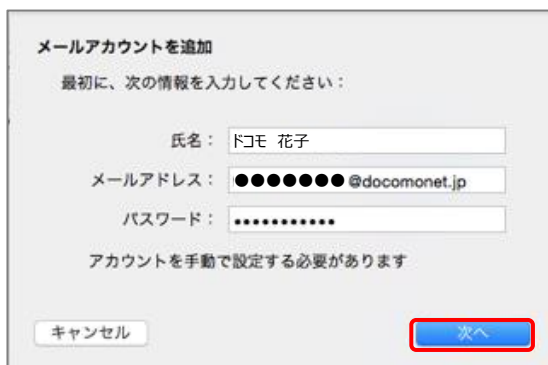 メールアカウントを追加
最初に、次の情報を入力してください：
氏名： ドコモ 花子
メールアドレス： ●●●●●●●@docomonet.jp
パスワード： •••••••••••
アカウントを手動で設定する必要があります
キャンセル 次へ